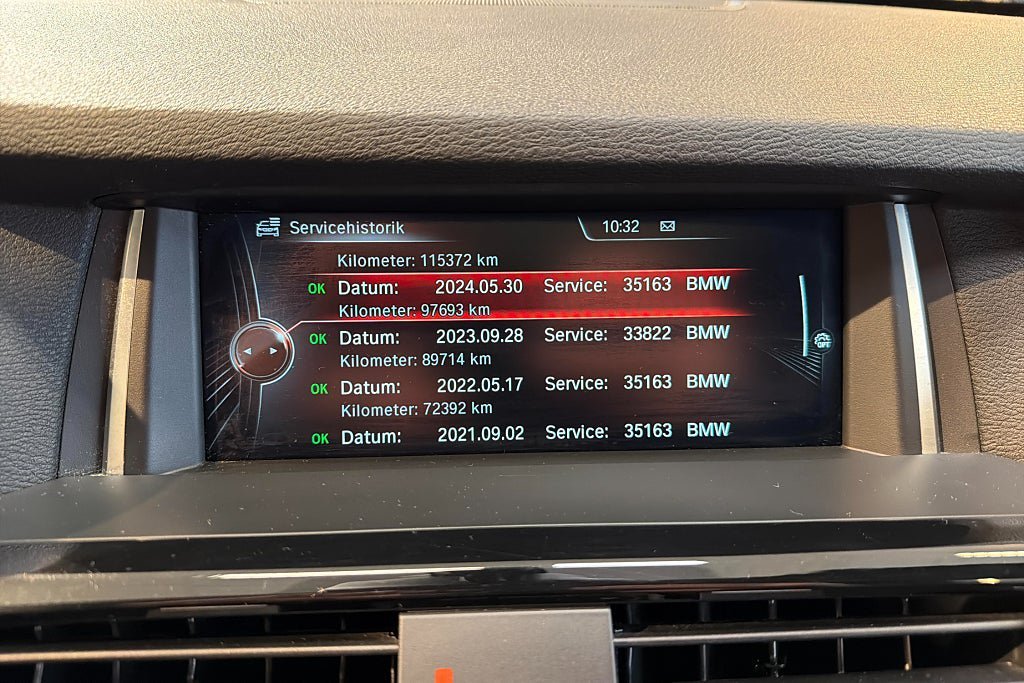 Servicehistorik 10:32
Kilometer: 115372 km
OK Datum: 2024.05.30 Service: 35163 BMW
Kilometer: 97693 km
OK Datum: 2023.09.28 Service: 33822 BMW
Kilometer: 89714 km
OK Datum: 2022.05.17 Service: 35163 BMW
Kilometer: 72392 km
OK Datum: 2021.09.02 Service: 35163 BMW
OFF